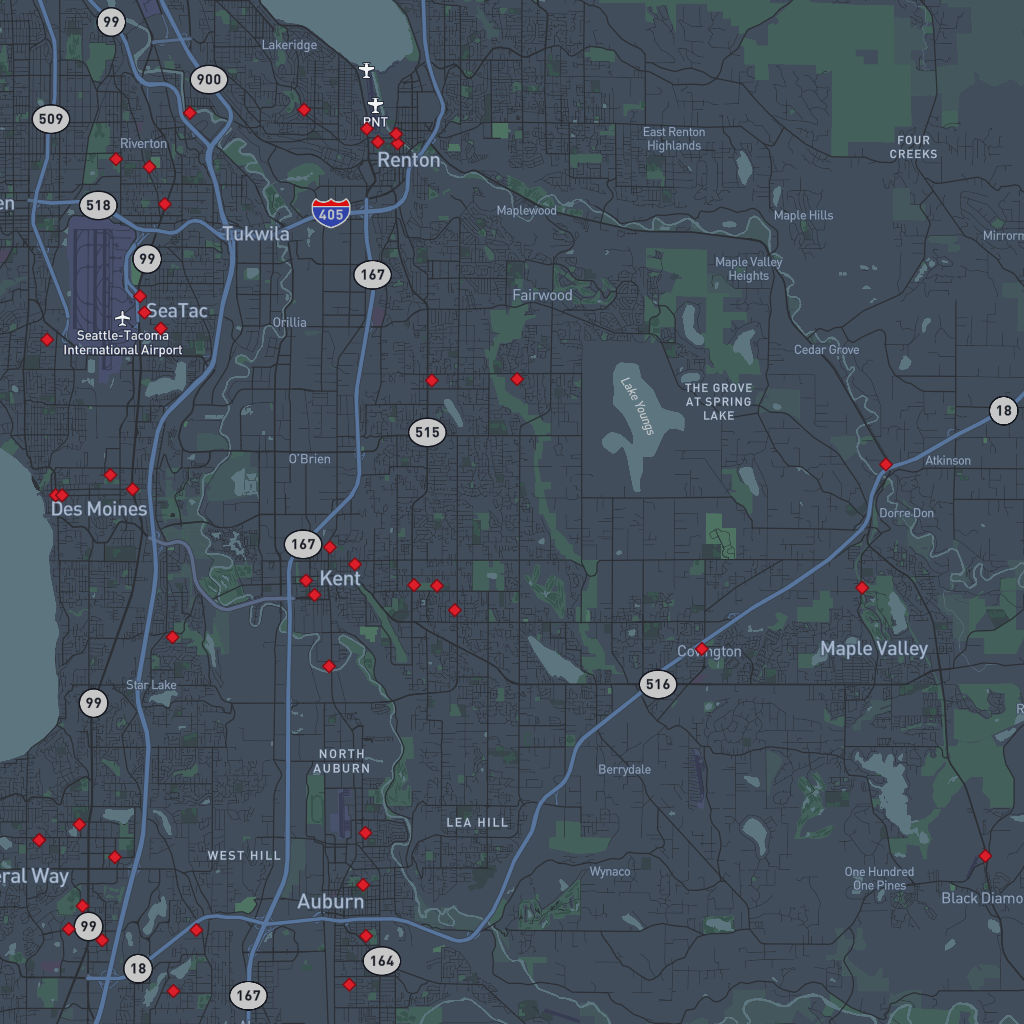 99
Lakeridge
900
509
RNT
Riverton
East Renton
Highlands
FOUR
CREEKS
Renton
518
en
405
Maplewood
Maple Hills
Tukwila
99
167
Maple Valley
Heights
Fairwood
SeaTac
Orillia
Seattle-Tacoma
International Airport
Cedar Grove
Lake Youngs
THE GROVE
AT SPRING
LAKE
18
515
O'Brien
Atkinson
Des Moines
Dorre Don
167
Kent
Covington
Maple Valley
516
Star Lake
99
R
NORTH
AUBURN
Berrydale
LEA HILL
WEST HILL
eral Way
Wynaco
One Hundred
One Pines
Auburn
Black Diamo
99
164
18
167